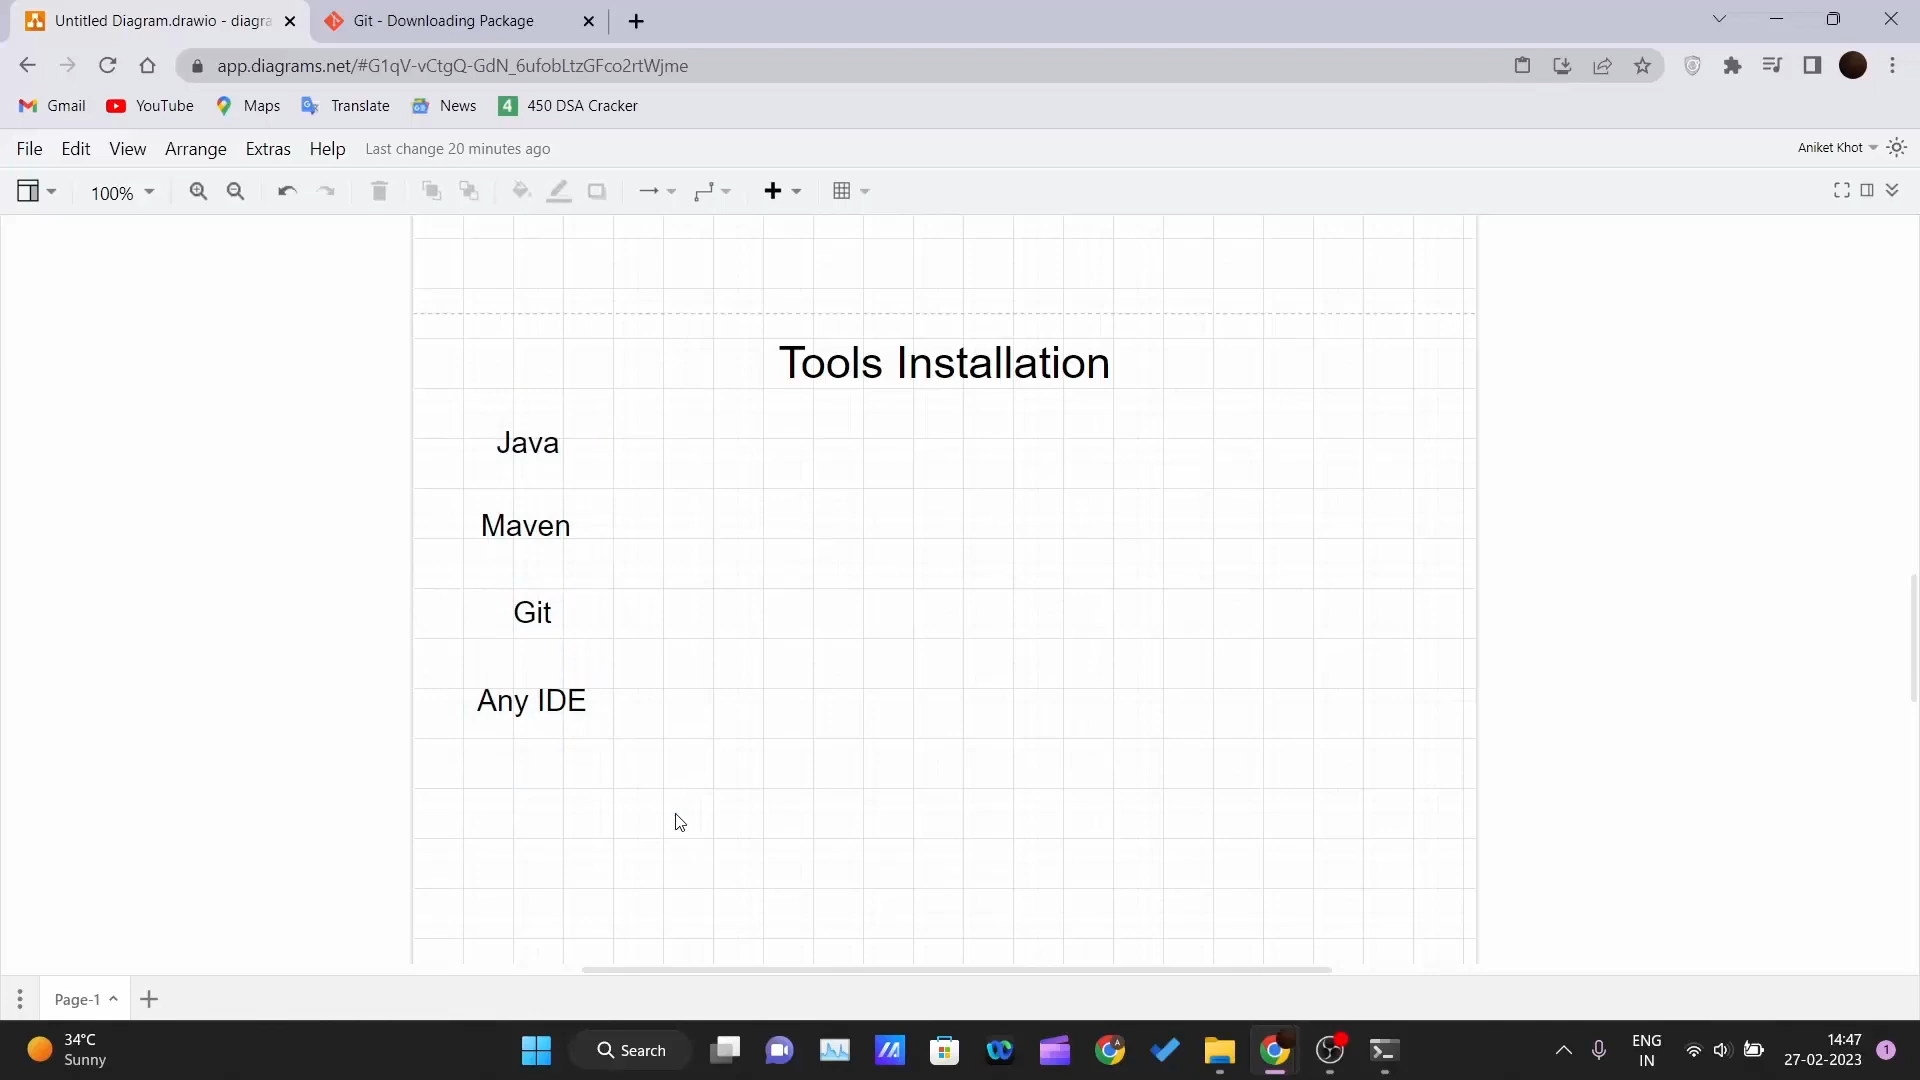 Untitled Diagram.drawio - diagra
Git - Downloading Package
app.diagrams.net/#G1qV-vCtgQ-GdN_6ufobLtzGFco2rtWjme
Gmail YouTube Maps Translate News 4 450 DSA Cracker
File Edit View Arrange Extras Help Last change 20 minutes ago Aniket Khot
100%
Tools Installation
Java
Maven
Git
Any IDE
Page-1
34°C
Sunny
Search
ENG
IN
14:47
27-02-2023
1